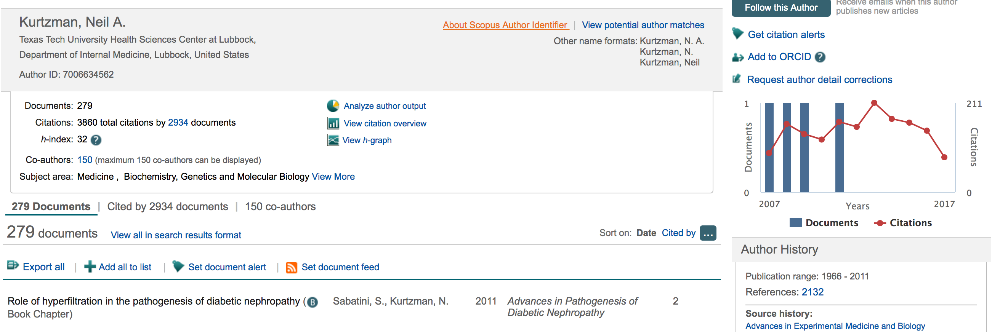 Kurtzman, Neil A.
Texas Tech University Health Sciences Center at Lubbock,
Department of Internal Medicine, Lubbock, United States
Author ID: 7006634562
About Scopus Author Identifier | View potential author matches
Other name formats: Kurtzman, N. A.
Kurtzman, N.
Kurtzman, Neil
Documents: 279
Citations: 3860 total citations by 2934 documents
h-index: 32 ?
Co-authors: 150 (maximum 150 co-authors can be displayed)
Subject area: Medicine , Biochemistry, Genetics and Molecular Biology View More
Analyze author output
View citation overview
View h-graph
279 Documents | Cited by 2934 documents | 150 co-authors
279 documents View all in search results format
Sort on: Date Cited by ...
Export all | Add all to list | Set document alert | Set document feed
Role of hyperfiltration in the pathogenesis of diabetic nephropathy (B
Book Chapter)
Sabatini, S., Kurtzman, N.
2011
Advances in Pathogenesis of
Diabetic Nephropathy
2
Follow this Author
Receive emails when this author
publishes new articles
Get citation alerts
Add to ORCID ?
Request author detail corrections
1
211
Documents
Citations
0
0
2007
Years
2017
Documents
Citations
Author History
Publication range: 1966 - 2011
References: 2132
Source history:
Advances in Experimental Medicine and Biology